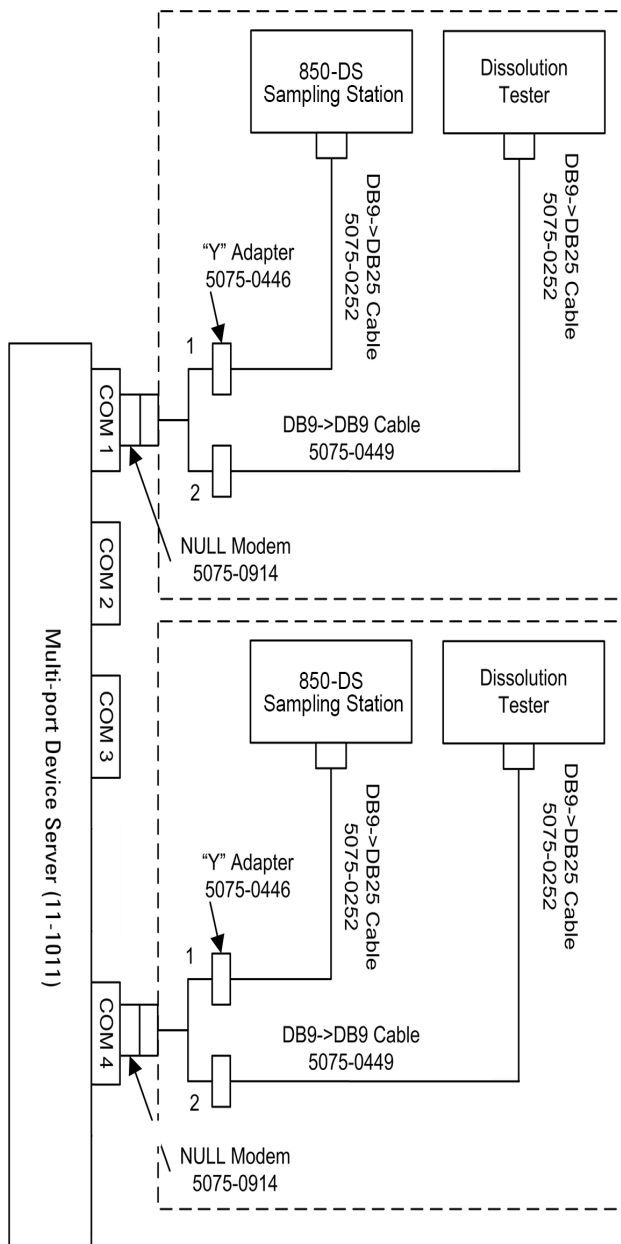 850-DS
Sampling Station
Dissolution
Tester
DB9->DB25 Cable
5075-0252
DB9->DB25 Cable
5075-0252
"Y" Adapter
5075-0446
1
COM 1
DB9->DB9 Cable
5075-0449
2
NULL Modem
5075-0914
COM 2
Multi-port Device Server (11-1011)
850-DS
Sampling Station
Dissolution
Tester
COM 3
DB9->DB25 Cable
5075-0252
DB9->DB25 Cable
5075-0252
“Y” Adapter
5075-0446
1
COM 4
DB9->DB9 Cable
5075-0449
2
NULL Modem
5075-0914